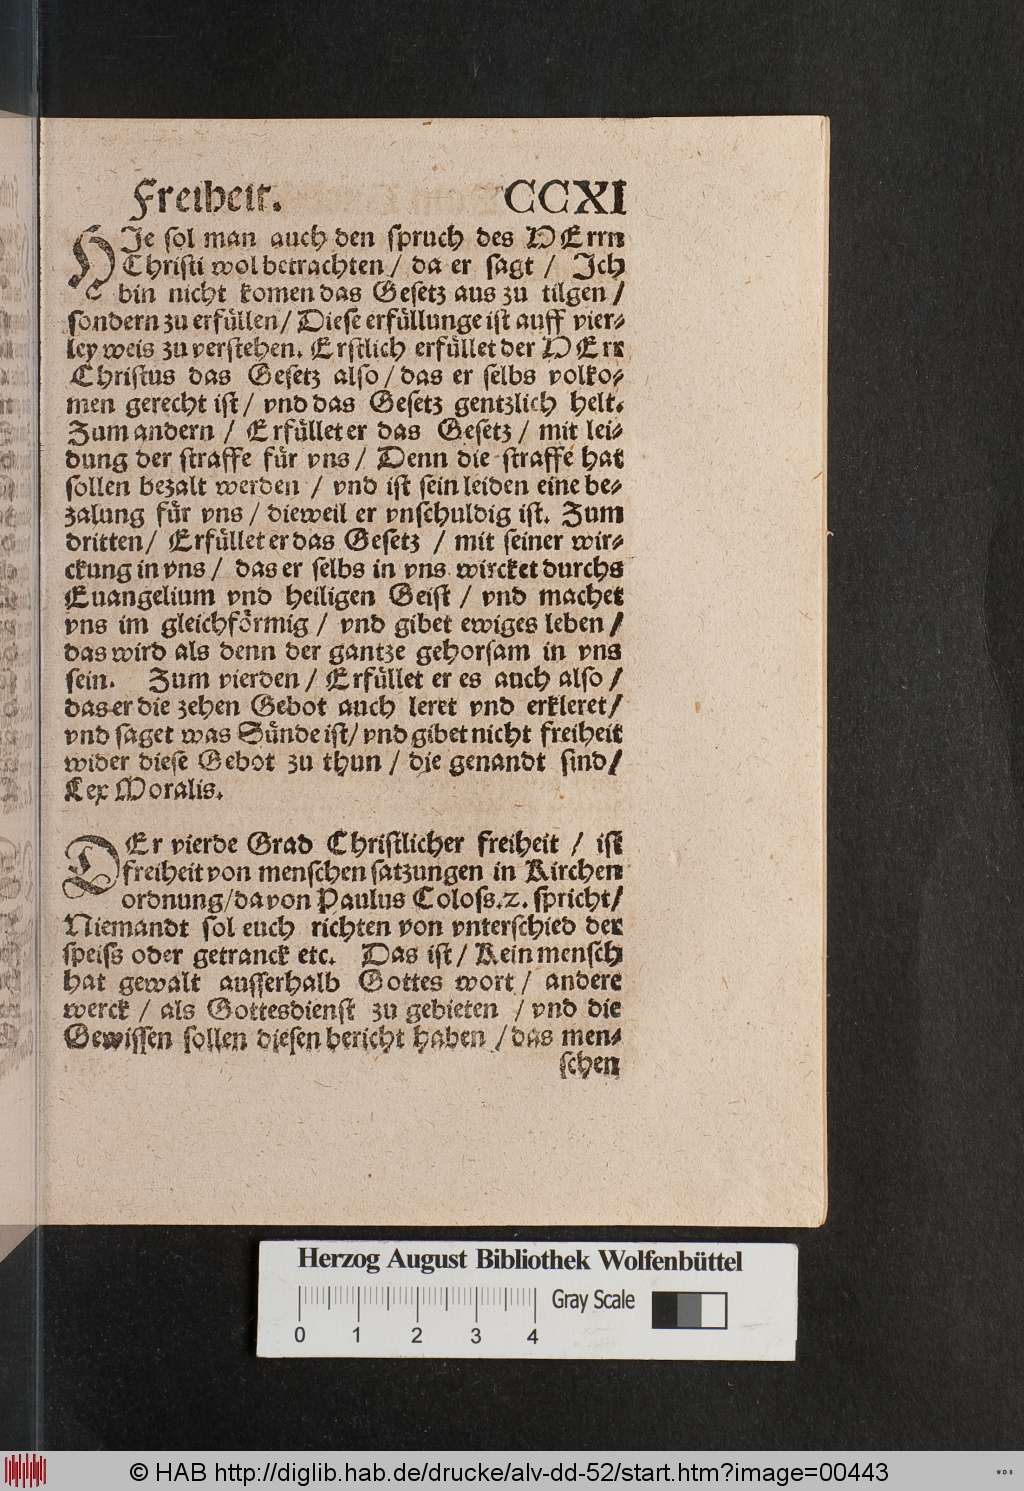 Freiheit. CCXI
HIe sol man auch den spruch des HErrn
Christi wol betrachten / da er sagt / Ich
bin nicht komen das Gesetz aus zu tilgen /
sondern zu erfüllen / Diese erfüllunge ist auff vier-
ley weis zu verstehen. Erstlich erfüllet der HErr
Christus das Gesetz also / das er selbs volko-
men gerecht ist / vnd das Gesetz gentzlich helt.
Zum andern / Erfüllet er das Gesetz / mit lei-
dung der straffe für vns / Denn die straffe hat
sollen bezalt werden / vnd ist sein leiden eine be-
zalung für vns / dieweil er vnschuldig ist. Zum
dritten / Erfüllet er das Gesetz / mit seiner wir-
ckung in vns / das er selbs in vns wircket durchs
Euangelium vnd heiligen Geist / vnd machet
vns im gleichförmig / vnd gibet ewiges leben /
das wird als denn der gantze gehorsam in vns
sein. Zum vierden / Erfüllet er es auch also /
das er die zehen Gebot auch leret vnd erkleret /
vnd saget was Sünde ist / vnd gibet nicht freiheit
wider diese Gebot zu thun / die genandt sind /
Lex Moralis.
DEr vierde Grad Christlicher freiheit / ist
freiheit von menschen satzungen in Kirchen
ordnung / davon Paulus Coloss. 2. spricht /
Niemandt sol euch richten von vnterschied der
speiss oder getranck etc. Das ist / Kein mensch
hat gewalt ausserhalb Gottes wort / andere
werck / als Gottesdienst zu gebieten / vnd die
Gewissen sollen diesen bericht haben / das men-
schen
Herzog August Bibliothek Wolfenbüttel
0 1 2 3 4 Gray Scale
© HAB http://diglib.hab.de/drucke/alv-dd-52/start.htm?image=00443